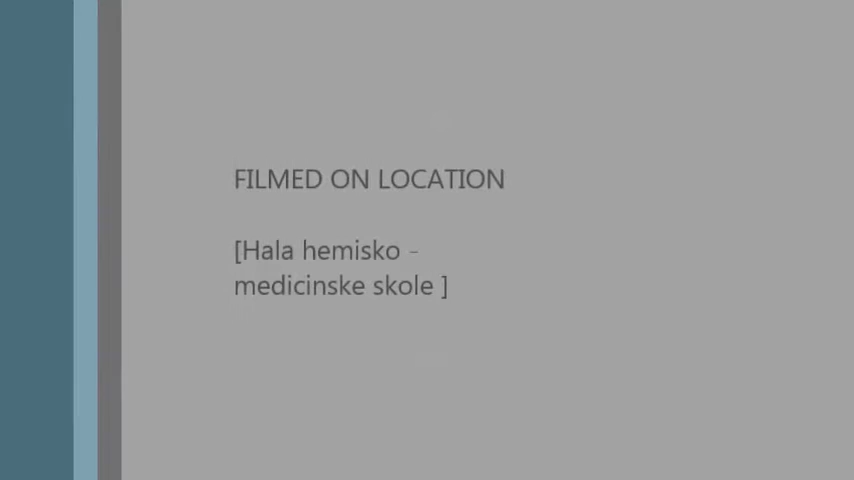 FILMED ON LOCATION
[Hala hemisko -
medicinske skole ]